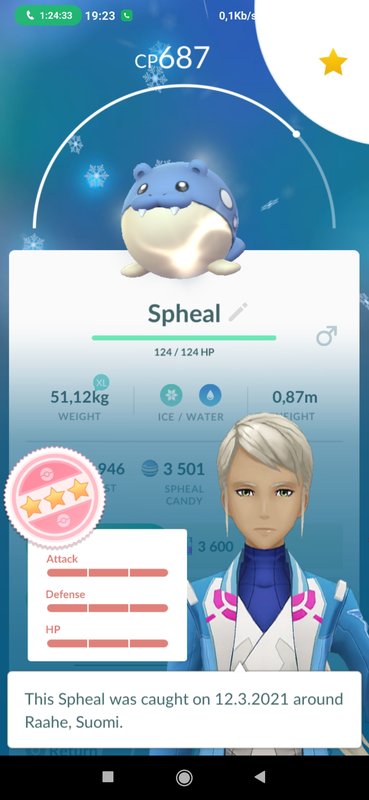 1:24:33 19:23 0,1Kb/s
CP687
Spheal
124 / 124 HP
XL
51,12kg
WEIGHT
ICE / WATER
0,87m
946
3 501
SPHEAL
CANDY
3 600
Attack
Defense
HP
This Spheal was caught on 12.3.2021 around
Raahe, Suomi.
Return